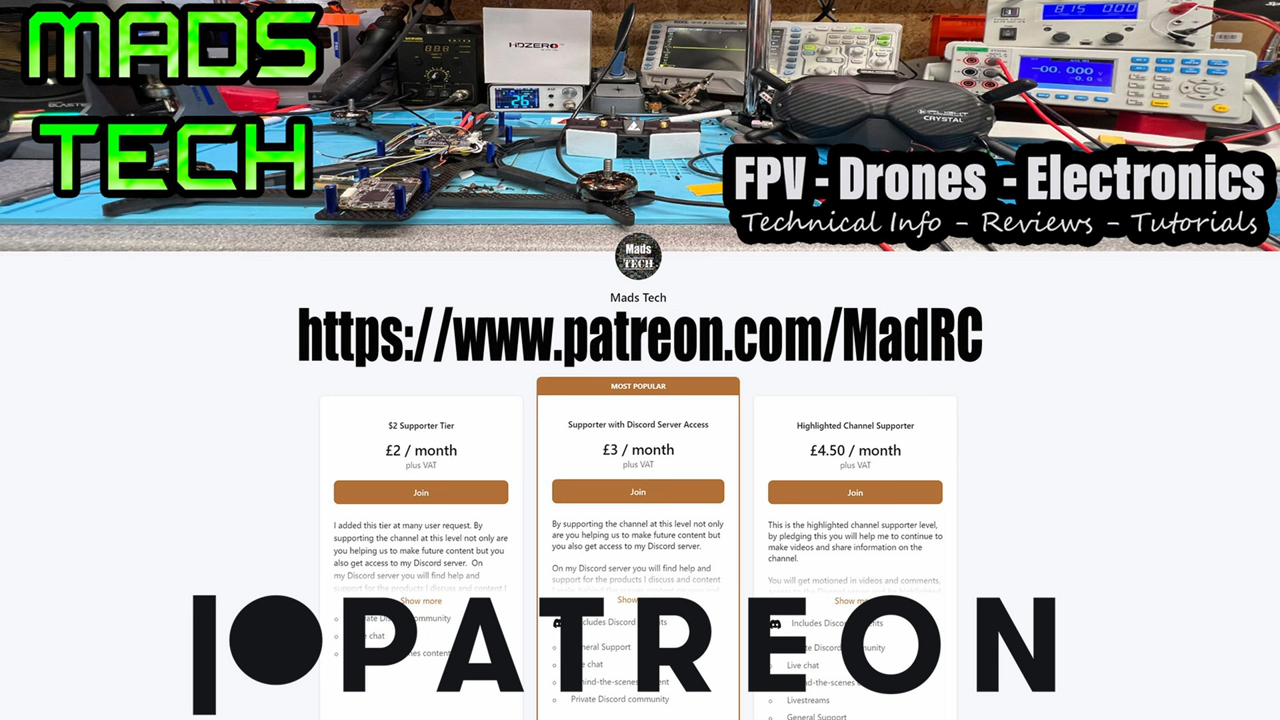 MADS
TECH
BLASTE
HDZERO
26
815 000
-00.000
CRYSTAL
FPV - Drones - Electronics
Technical Info - Reviews - Tutorials
Mads
TECH
Mads Tech
https://www.patreon.com/MadRC
MOST POPULAR
$2 Supporter Tier
£2 / month
plus VAT
Join
I added this tier at many user request. By
supporting the channel at this level not only are
you helping us to make future content but you
also get access to my Discord server. On
my Discord server you will find help and
support for the products I discuss and content I
Show more
Community
chat
content
Supporter with Discord Server Access
£3 / month
plus VAT
Join
By supporting the channel at this level not only
are you helping us to make future content but
you also get access to my Discord server.
On my Discord server you will find help and
support for the products I discuss and content
Show
General Support
chat
Private Discord community
Highlighted Channel Supporter
£4.50 / month
plus VAT
Join
This is the highlighted channel supporter level,
by pledging this you will help me to continue to
make videos and share information on the
channel.
You will get motioned in videos and comments,
Show more
Includes
Live chat
Livestreams
General Support
PATREON